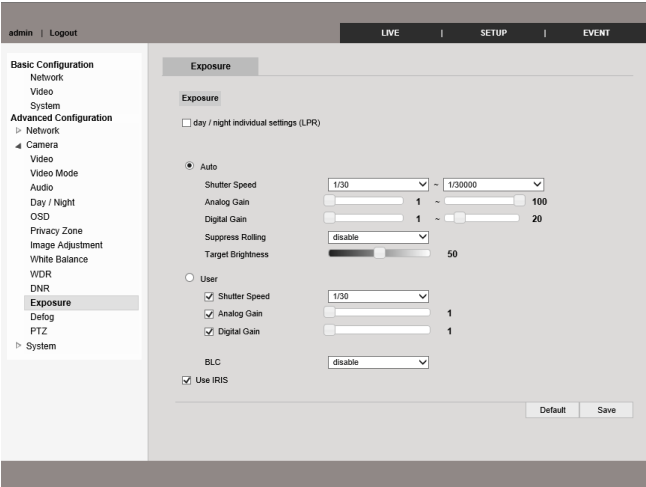 admin | Logout
LIVE | SETUP | EVENT
Basic Configuration
Network
Video
System
Advanced Configuration
Network
Camera
Video
Video Mode
Audio
Day / Night
OSD
Privacy Zone
Image Adjustment
White Balance
WDR
DNR
Exposure
Defog
PTZ
System
Exposure
Exposure
day / night individual settings (LPR)
Auto
Shutter Speed 1/30 ~ 1/30000
Analog Gain 1 ~ 100
Digital Gain 1 ~ 20
Suppress Rolling disable
Target Brightness 50
User
Shutter Speed 1/30
Analog Gain 1
Digital Gain 1
BLC disable
Use IRIS
Default Save